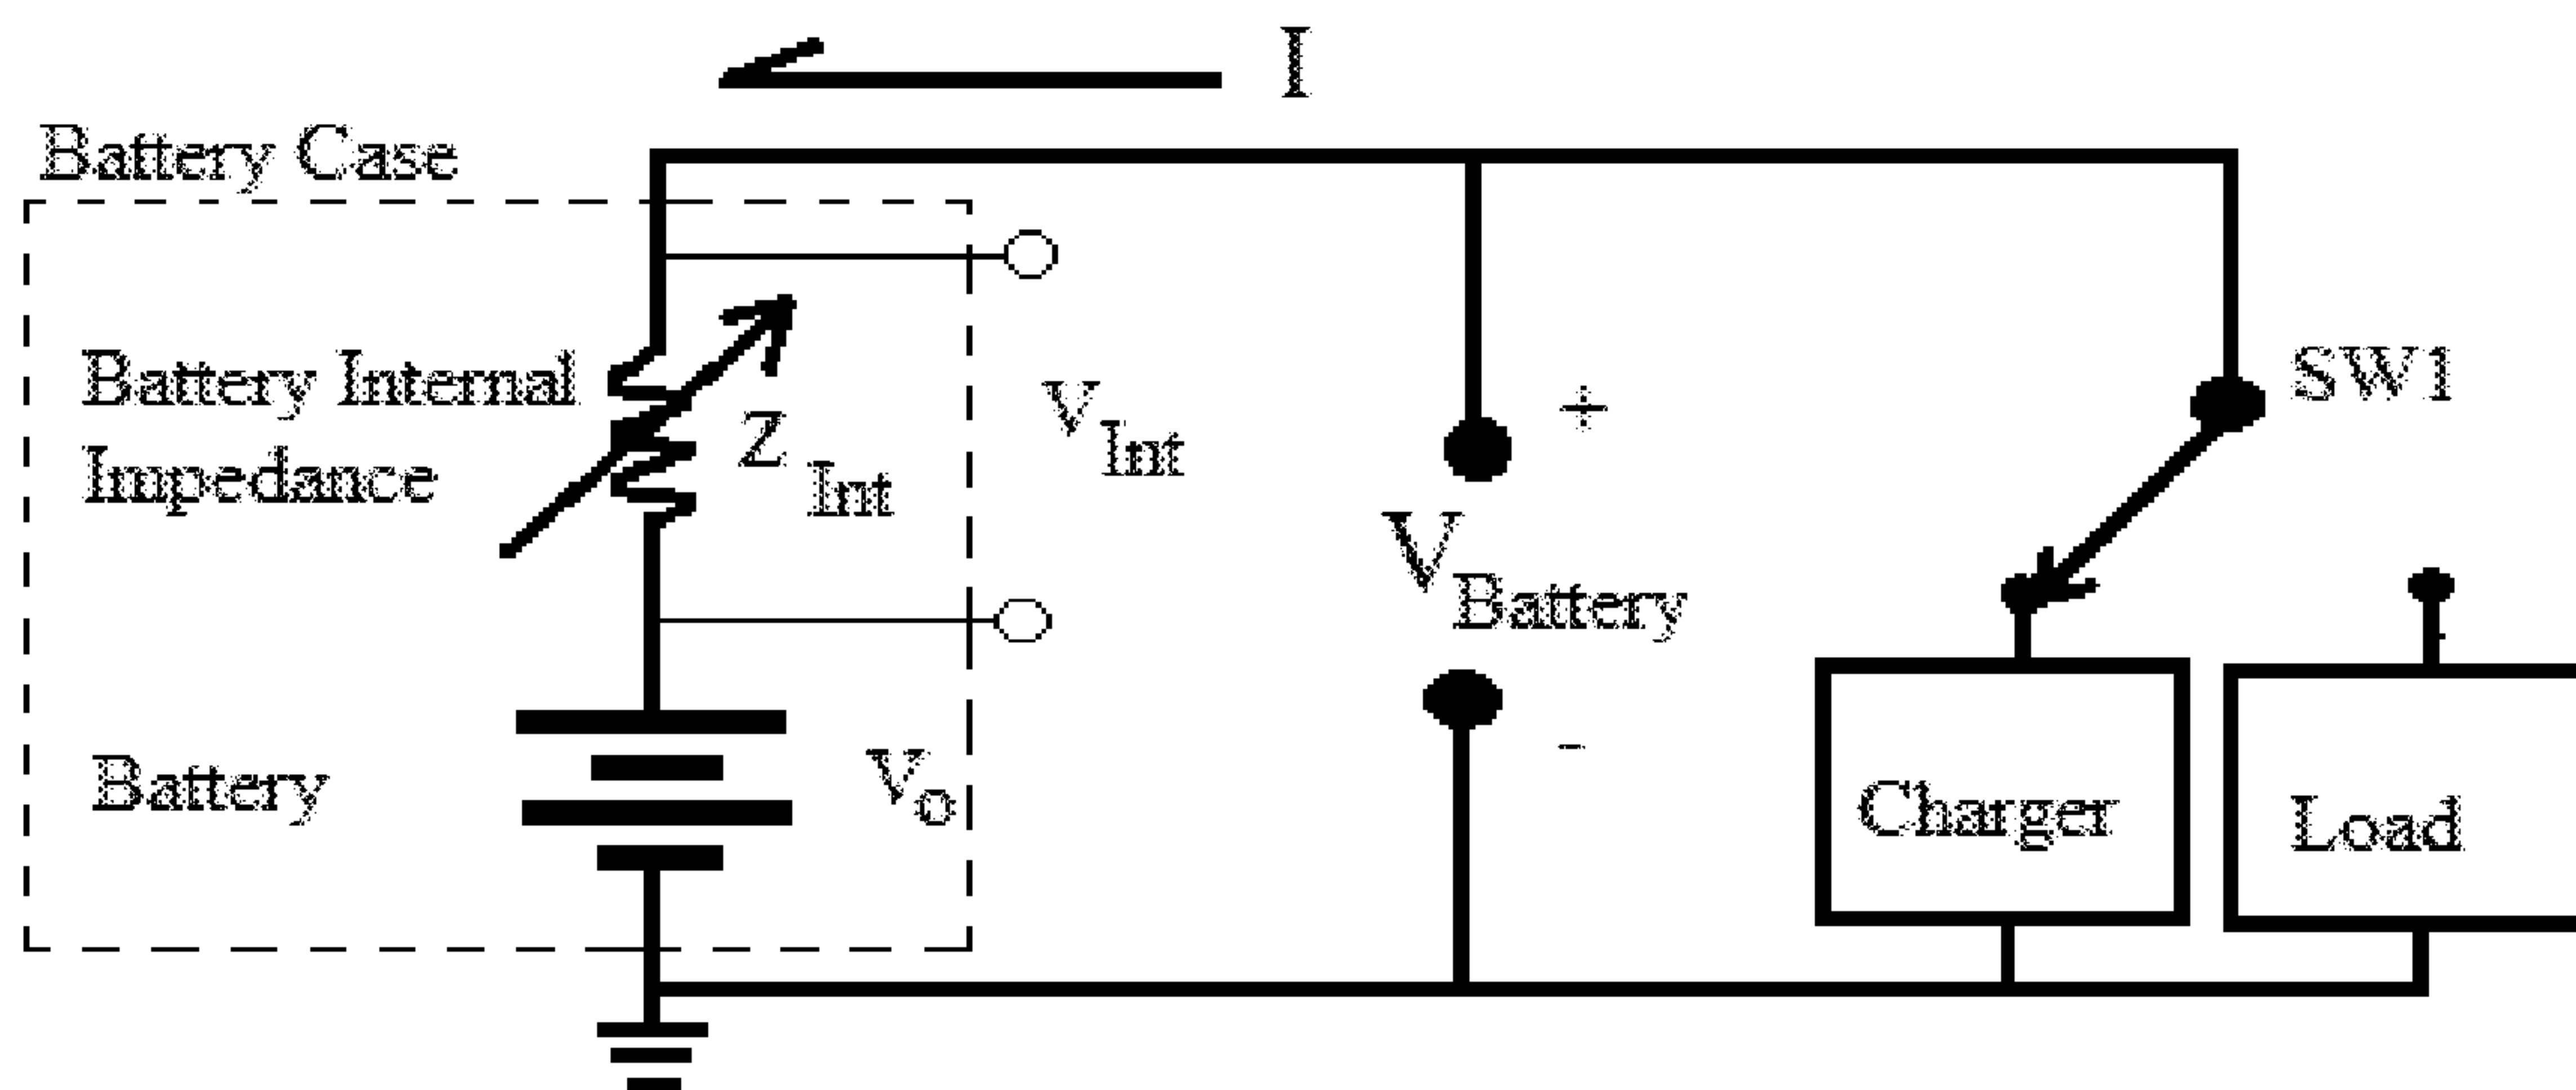 I
Battery Case
Battery Internal
Impedance
Z Int
V Int
+
V Battery
-
SW1
Battery
Vo
Charger
Load